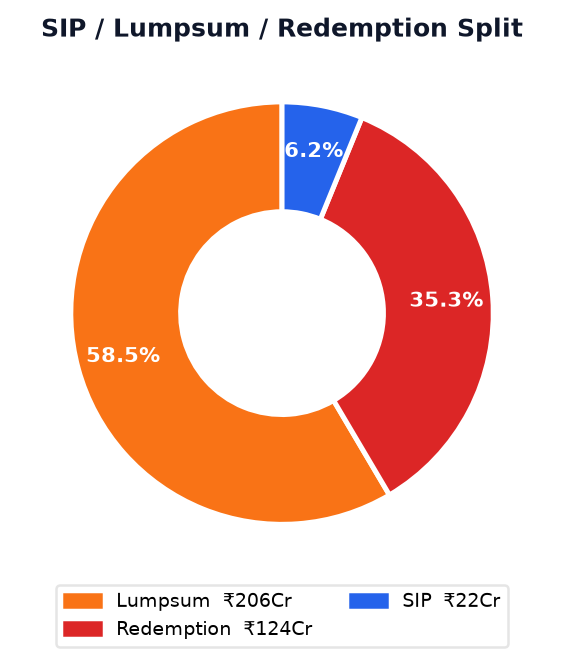 SIP / Lumpsum / Redemption Split
6.2%
35.3%
58.5%
Lumpsum  ₹206Cr
Redemption  ₹124Cr
SIP  ₹22Cr